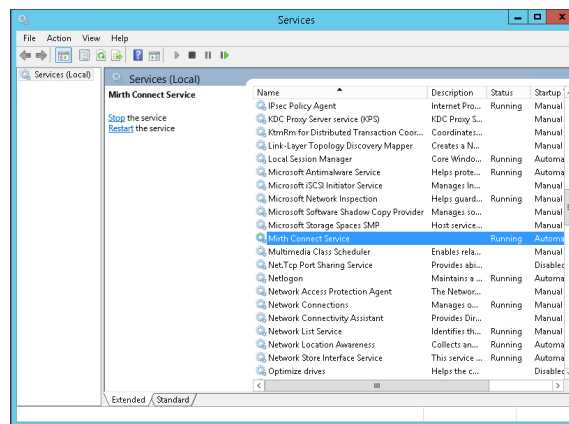 Services
File Action View Help
Services (Local)
Services (Local)
Mirth Connect Service
Stop the service
Restart the service
Name Description Status Startup
IPsec Policy Agent Internet Pro... Running Manual
KDC Proxy Server service (KPS) KDC Proxy S... Manual
KtmRm for Distributed Transaction Coor... Coordinates... Manual
Link-Layer Topology Discovery Mapper Creates a N... Manual
Local Session Manager Core Windo... Running Automa
Microsoft Antimalware Service Helps prote... Running Automa
Microsoft iSCSI Initiator Service Manages In... Manual
Microsoft Network Inspection Helps guard... Running Manual
Microsoft Software Shadow Copy Provider Manages so... Manual
Microsoft Storage Spaces SMP Host service... Manual
Mirth Connect Service Running Automa
Multimedia Class Scheduler Enables rela... Manual
Net.Tcp Port Sharing Service Provides abi... Disabled
Netlogon Maintains a ... Running Automa
Network Access Protection Agent The Networ... Manual
Network Connections Manages o... Running Manual
Network Connectivity Assistant Provides Dir... Manual
Network List Service Identifies th... Running Manual
Network Location Awareness Collects an... Running Automa
Network Store Interface Service This service ... Running Automa
Optimize drives Helps the c... Disabled
Extended Standard